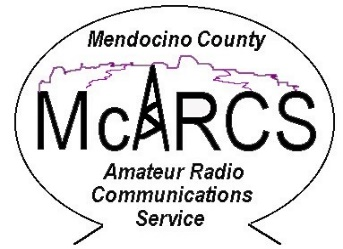 Mendocino County
McARCS
Amateur Radio
Communications
Service